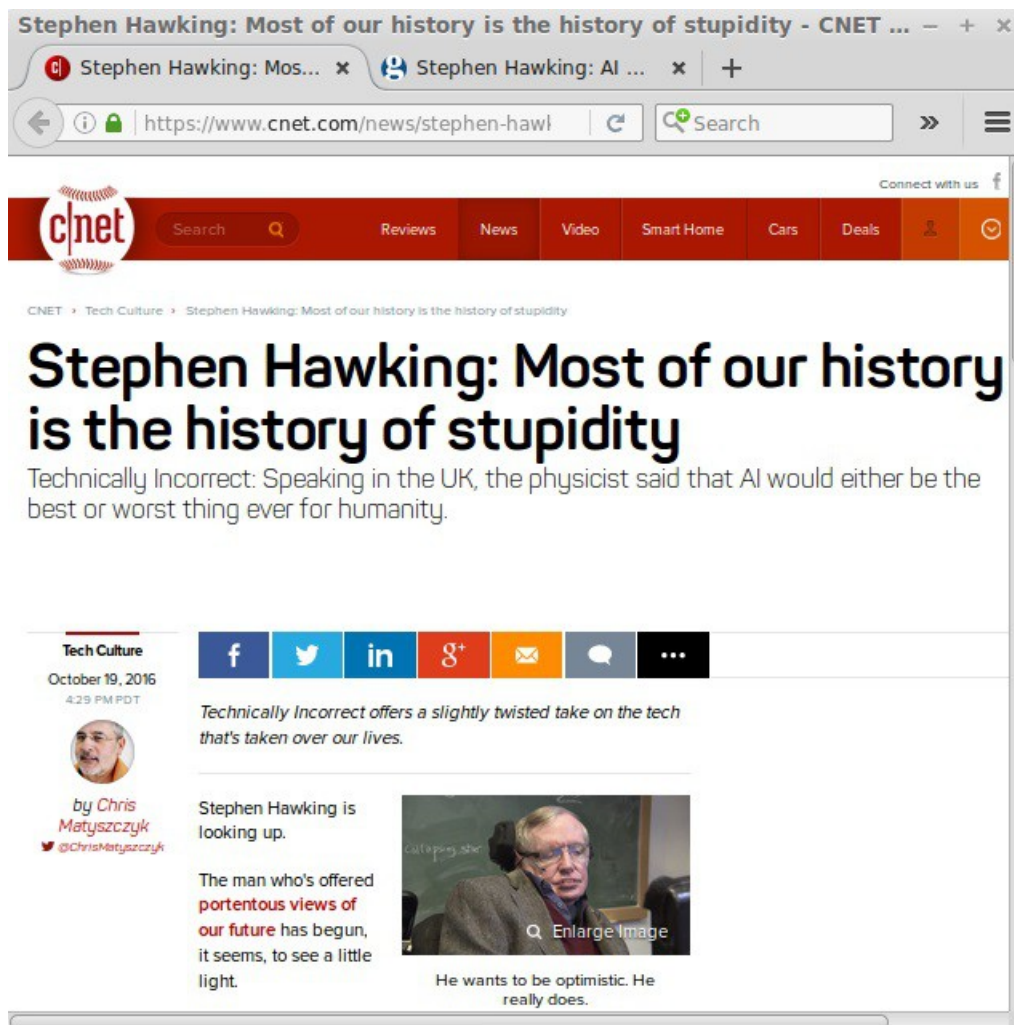 Stephen Hawking: Most of our history is the history of stupidity - CNET ...
Stephen Hawking: Mos...
Stephen Hawking: AI ...
https://www.cnet.com/news/stephen-hawk
Search
Connect with us f
c|net
Search
Reviews
News
Video
Smart Home
Cars
Deals
CNET › Tech Culture › Stephen Hawking: Most of our history is the history of stupidity
Stephen Hawking: Most of our history
is the history of stupidity
Technically Incorrect: Speaking in the UK, the physicist said that AI would either be the
best or worst thing ever for humanity.
Tech Culture
October 19, 2016
4:29 PM PDT
by Chris
Matyszczyk
@ChrisMatyszczyk
f
in
g+
Technically Incorrect offers a slightly twisted take on the tech
that's taken over our lives.
Stephen Hawking is
looking up.
The man who's offered
portentous views of
our future has begun,
it seems, to see a little
light.
collapsing star
Enlarge Image
He wants to be optimistic. He
really does.